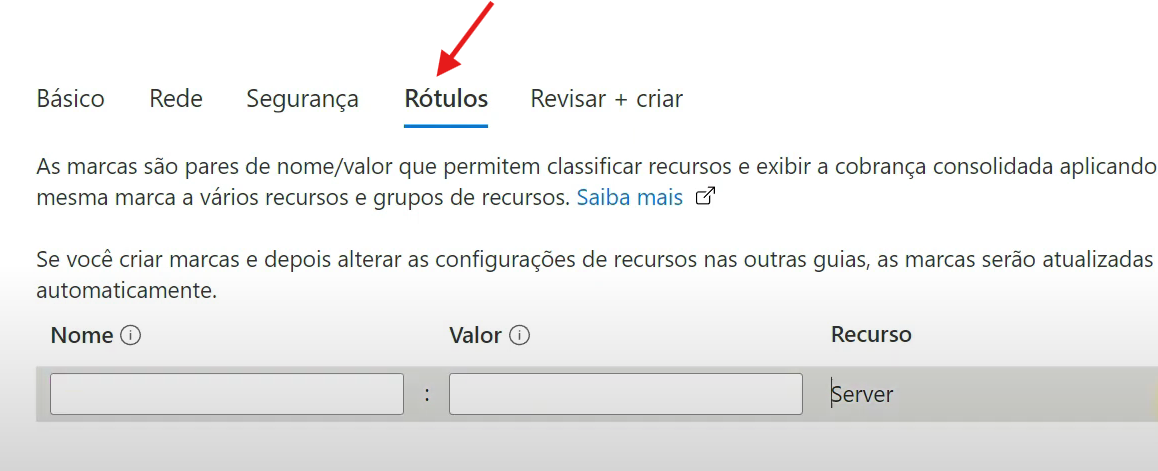 Básico Rede Segurança Rótulos Revisar + criar
As marcas são pares de nome/valor que permitem classificar recursos e exibir a cobrança consolidada aplicando
mesma marca a vários recursos e grupos de recursos. Saiba mais
Se você criar marcas e depois alterar as configurações de recursos nas outras guias, as marcas serão atualizadas
automaticamente.
Nome Valor Recurso
: Server